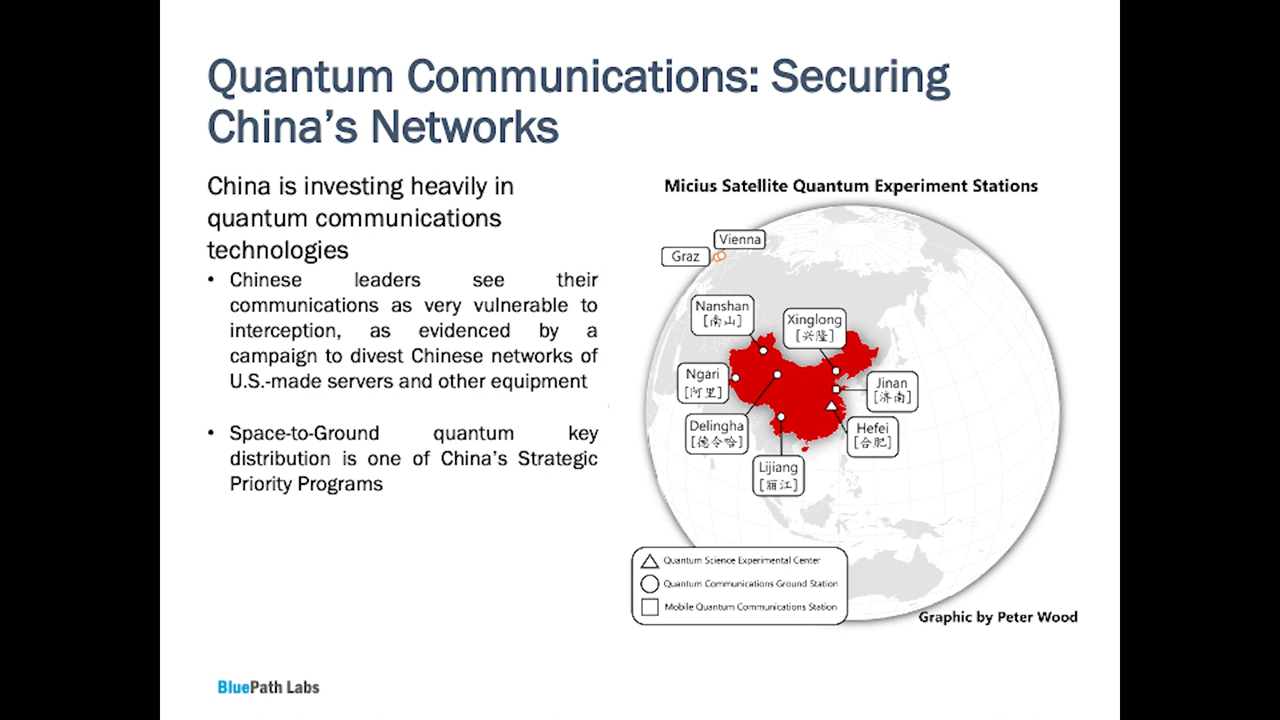 Quantum Communications: Securing
China's Networks
China is investing heavily in
quantum communications
technologies
• Chinese leaders see their
communications as very vulnerable to
interception, as evidenced by a
campaign to divest Chinese networks of
U.S.-made servers and other equipment
• Space-to-Ground quantum key
distribution is one of China's Strategic
Priority Programs
Micius Satellite Quantum Experiment Stations
Vienna
Graz
Nanshan
[南山]
Xinglong
[兴隆]
Ngari
[阿里]
Jinan
[济南]
Delingha
[德令哈]
Hefei
[合肥]
Lijiang
[丽江]
Quantum Science Experimental Center
Quantum Communications Ground Station
Mobile Quantum Communications Station
Graphic by Peter Wood
BluePath Labs